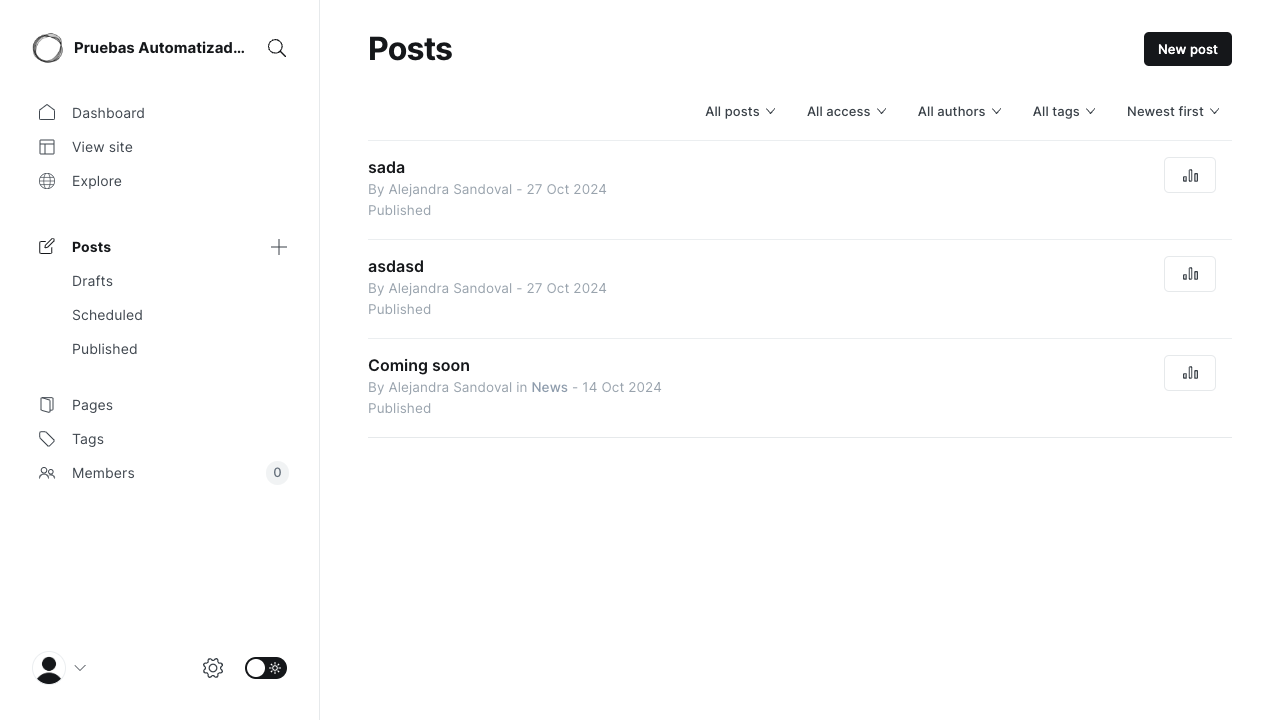 Pruebas Automatizad...
Dashboard
View site
Explore
Posts
Drafts
Scheduled
Published
Pages
Tags
Members 0
Posts
New post
All posts All access All authors All tags Newest first
sada
By Alejandra Sandoval - 27 Oct 2024
Published
asdasd
By Alejandra Sandoval - 27 Oct 2024
Published
Coming soon
By Alejandra Sandoval in News - 14 Oct 2024
Published